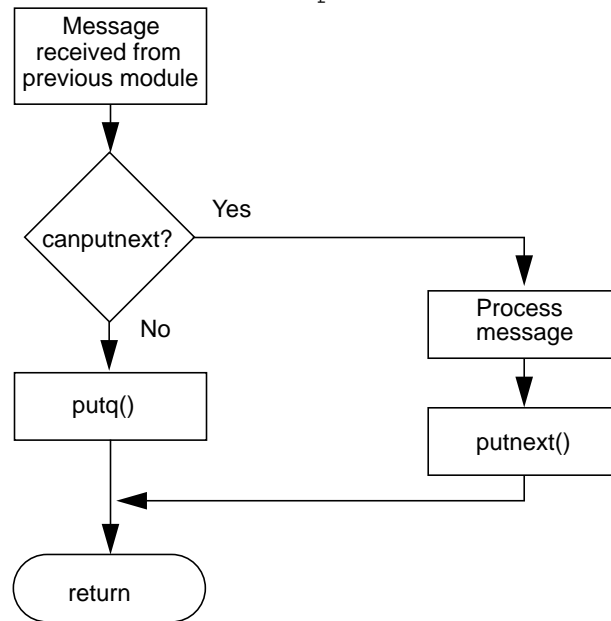 Message
received from
previous module
canputnext?
Yes
No
Process
message
putq()
putnext()
return